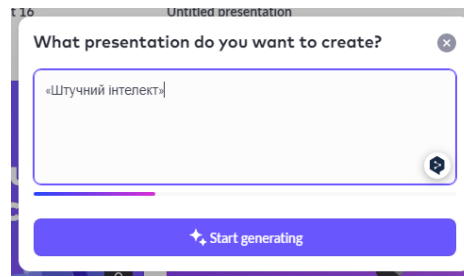 t 16 Untitled presentation
What presentation do you want to create?
«Штучний інтелект»
Start generating